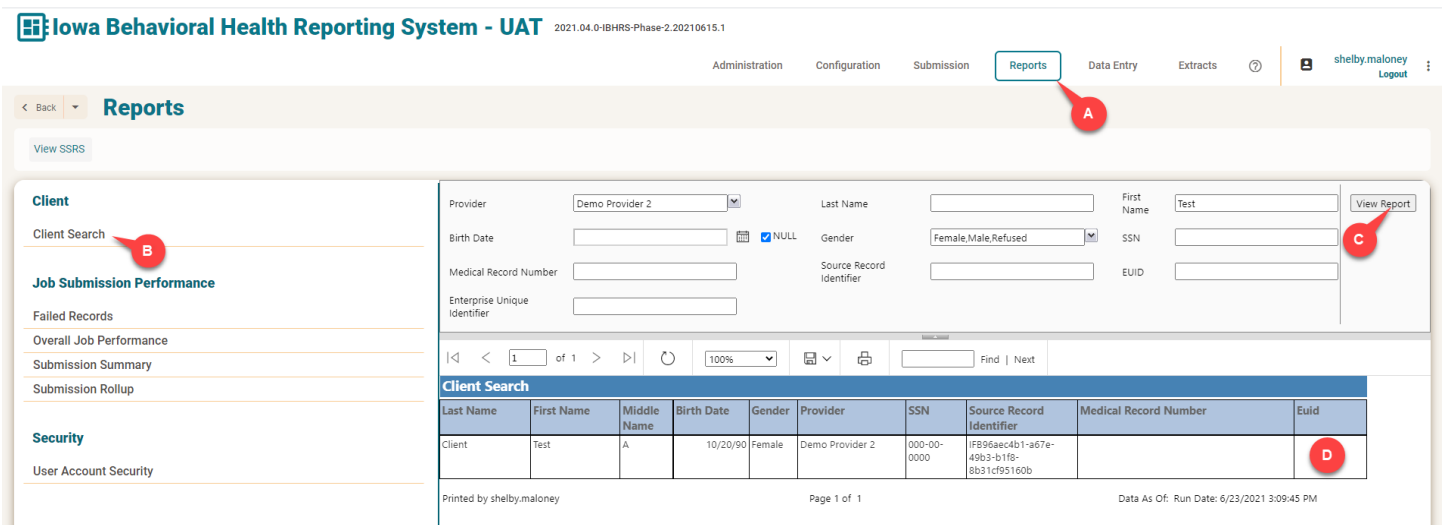 Iowa Behavioral Health Reporting System - UAT 2021.04.0-IBHRS-Phase-2.20210615.1
Administration Configuration Submission Reports Data Entry Extracts ? shelby.maloney
Logout
A
< Back Reports
View SSRS
Client
Client Search
B
Job Submission Performance
Failed Records
Overall Job Performance
Submission Summary
Submission Rollup
Security
User Account Security
Provider Demo Provider 2 Last Name First Name Test View Report
C
Birth Date NULL Gender Female,Male,Refused SSN
Medical Record Number Source Record Identifier EUID
Enterprise Unique Identifier
1 of 1 100% Find | Next
Client Search
Last Name First Name Middle Name Birth Date Gender Provider SSN Source Record Identifier Medical Record Number Euid
Client Test A 10/20/90 Female Demo Provider 2 000-00-0000 iFB96aec4b1-a67e-49b3-b1f8-8b31cf95160b
D
Printed by shelby.maloney Page 1 of 1 Data As Of: Run Date: 6/23/2021 3:09:45 PM